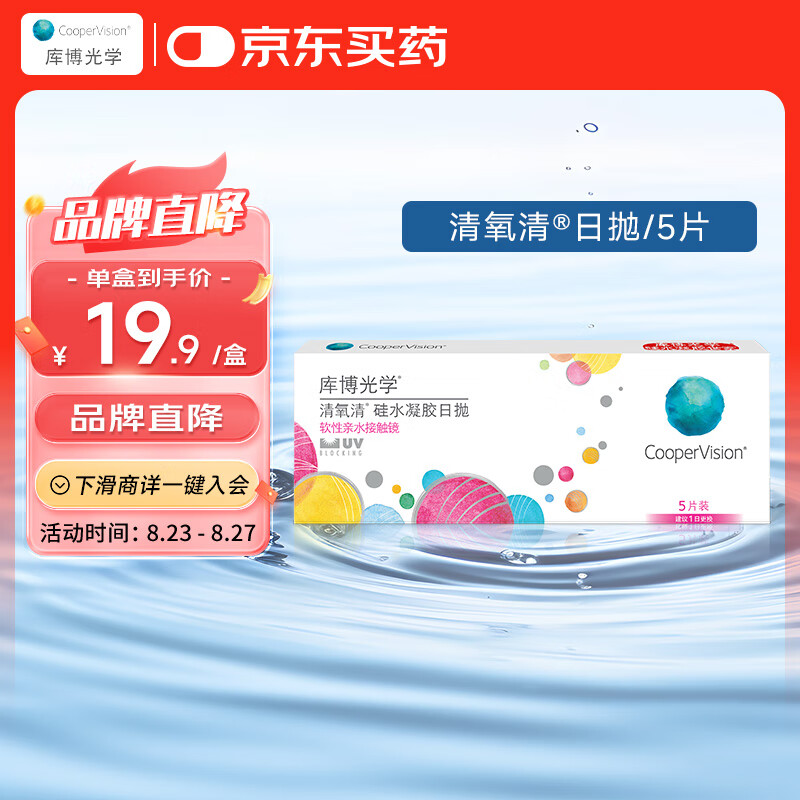 CooperVision®
库博光学
京东买药
清氧清®日抛/5片
品牌直降
- 单盒到手价 -
¥ 19.9 /盒
品牌直降
下滑商详一键入会
活动时间：8.23 - 8.27
CooperVision®
库博光学®
清氧清® 硅水凝胶日抛
软性亲水接触镜
UV
BLOCKING
CooperVision®
5片装
建议1日更换